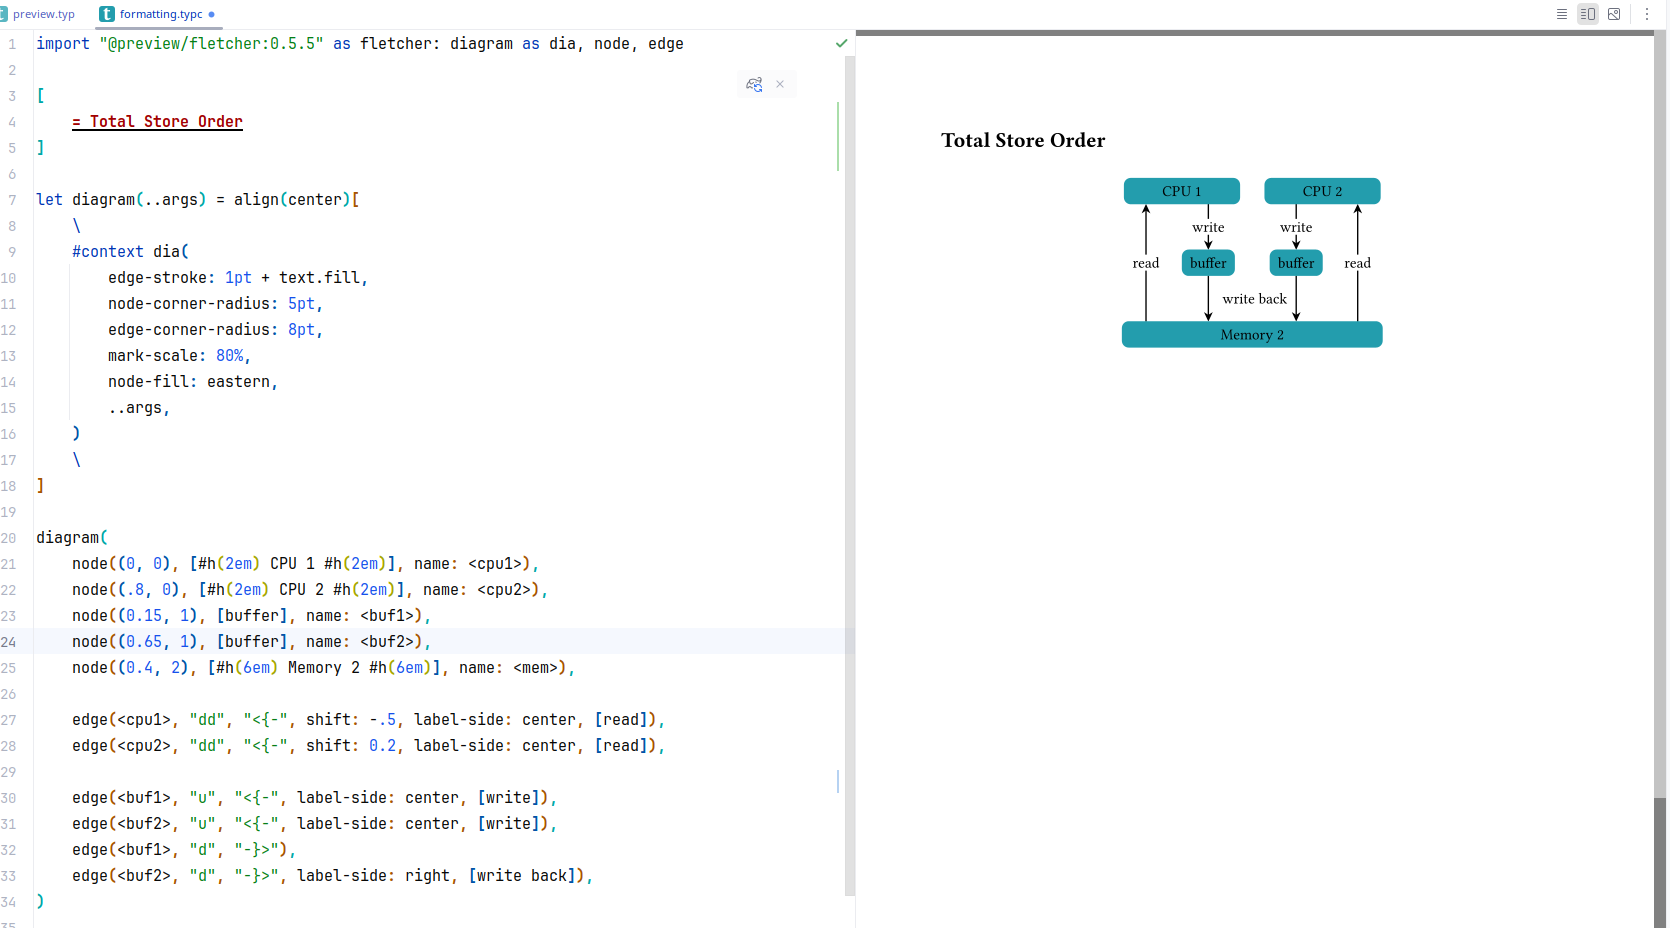 preview.typ
formatting.typc
1 import "@preview/fletcher:0.5.5" as fletcher: diagram as dia, node, edge
2
3 [
4     = Total Store Order
5 ]
6
7 let diagram(..args) = align(center)[
8     \
9     #context dia(
10         edge-stroke: 1pt + text.fill,
11         node-corner-radius: 5pt,
12         edge-corner-radius: 8pt,
13         mark-scale: 80%,
14         node-fill: eastern,
15         ..args,
16     )
17     \
18 ]
19
20 diagram(
21     node((0, 0), [#h(2em) CPU 1 #h(2em)], name: <cpu1>),
22     node((.8, 0), [#h(2em) CPU 2 #h(2em)], name: <cpu2>),
23     node((0.15, 1), [buffer], name: <buf1>),
24     node((0.65, 1), [buffer], name: <buf2>),
25     node((0.4, 2), [#h(6em) Memory 2 #h(6em)], name: <mem>),
26
27     edge(<cpu1>, "dd", "<{-", shift: -.5, label-side: center, [read]),
28     edge(<cpu2>, "dd", "<{-", shift: 0.2, label-side: center, [read]),
29
30     edge(<buf1>, "u", "<{-", label-side: center, [write]),
31     edge(<buf2>, "u", "<{-", label-side: center, [write]),
32     edge(<buf1>, "d", "-}>"),
33     edge(<buf2>, "d", "-}>", label-side: right, [write back]),
34 )
35
Total Store Order
CPU 1 CPU 2
write write
read buffer buffer read
write back
Memory 2